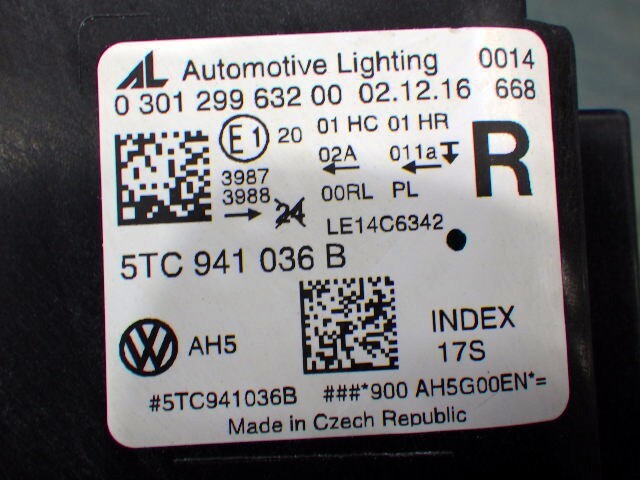 AL Automotive Lighting 0014
0 301 299 632 00 02.12.16 668
E1 20 01 HC 01 HR R
02A 011a
3987
3988 00RL PL
24
LE14C6342
5TC 941 036 B
VW AH5 INDEX
17S
#5TC941036B ###*900 AH5G00EN*=
Made in Czech Republic